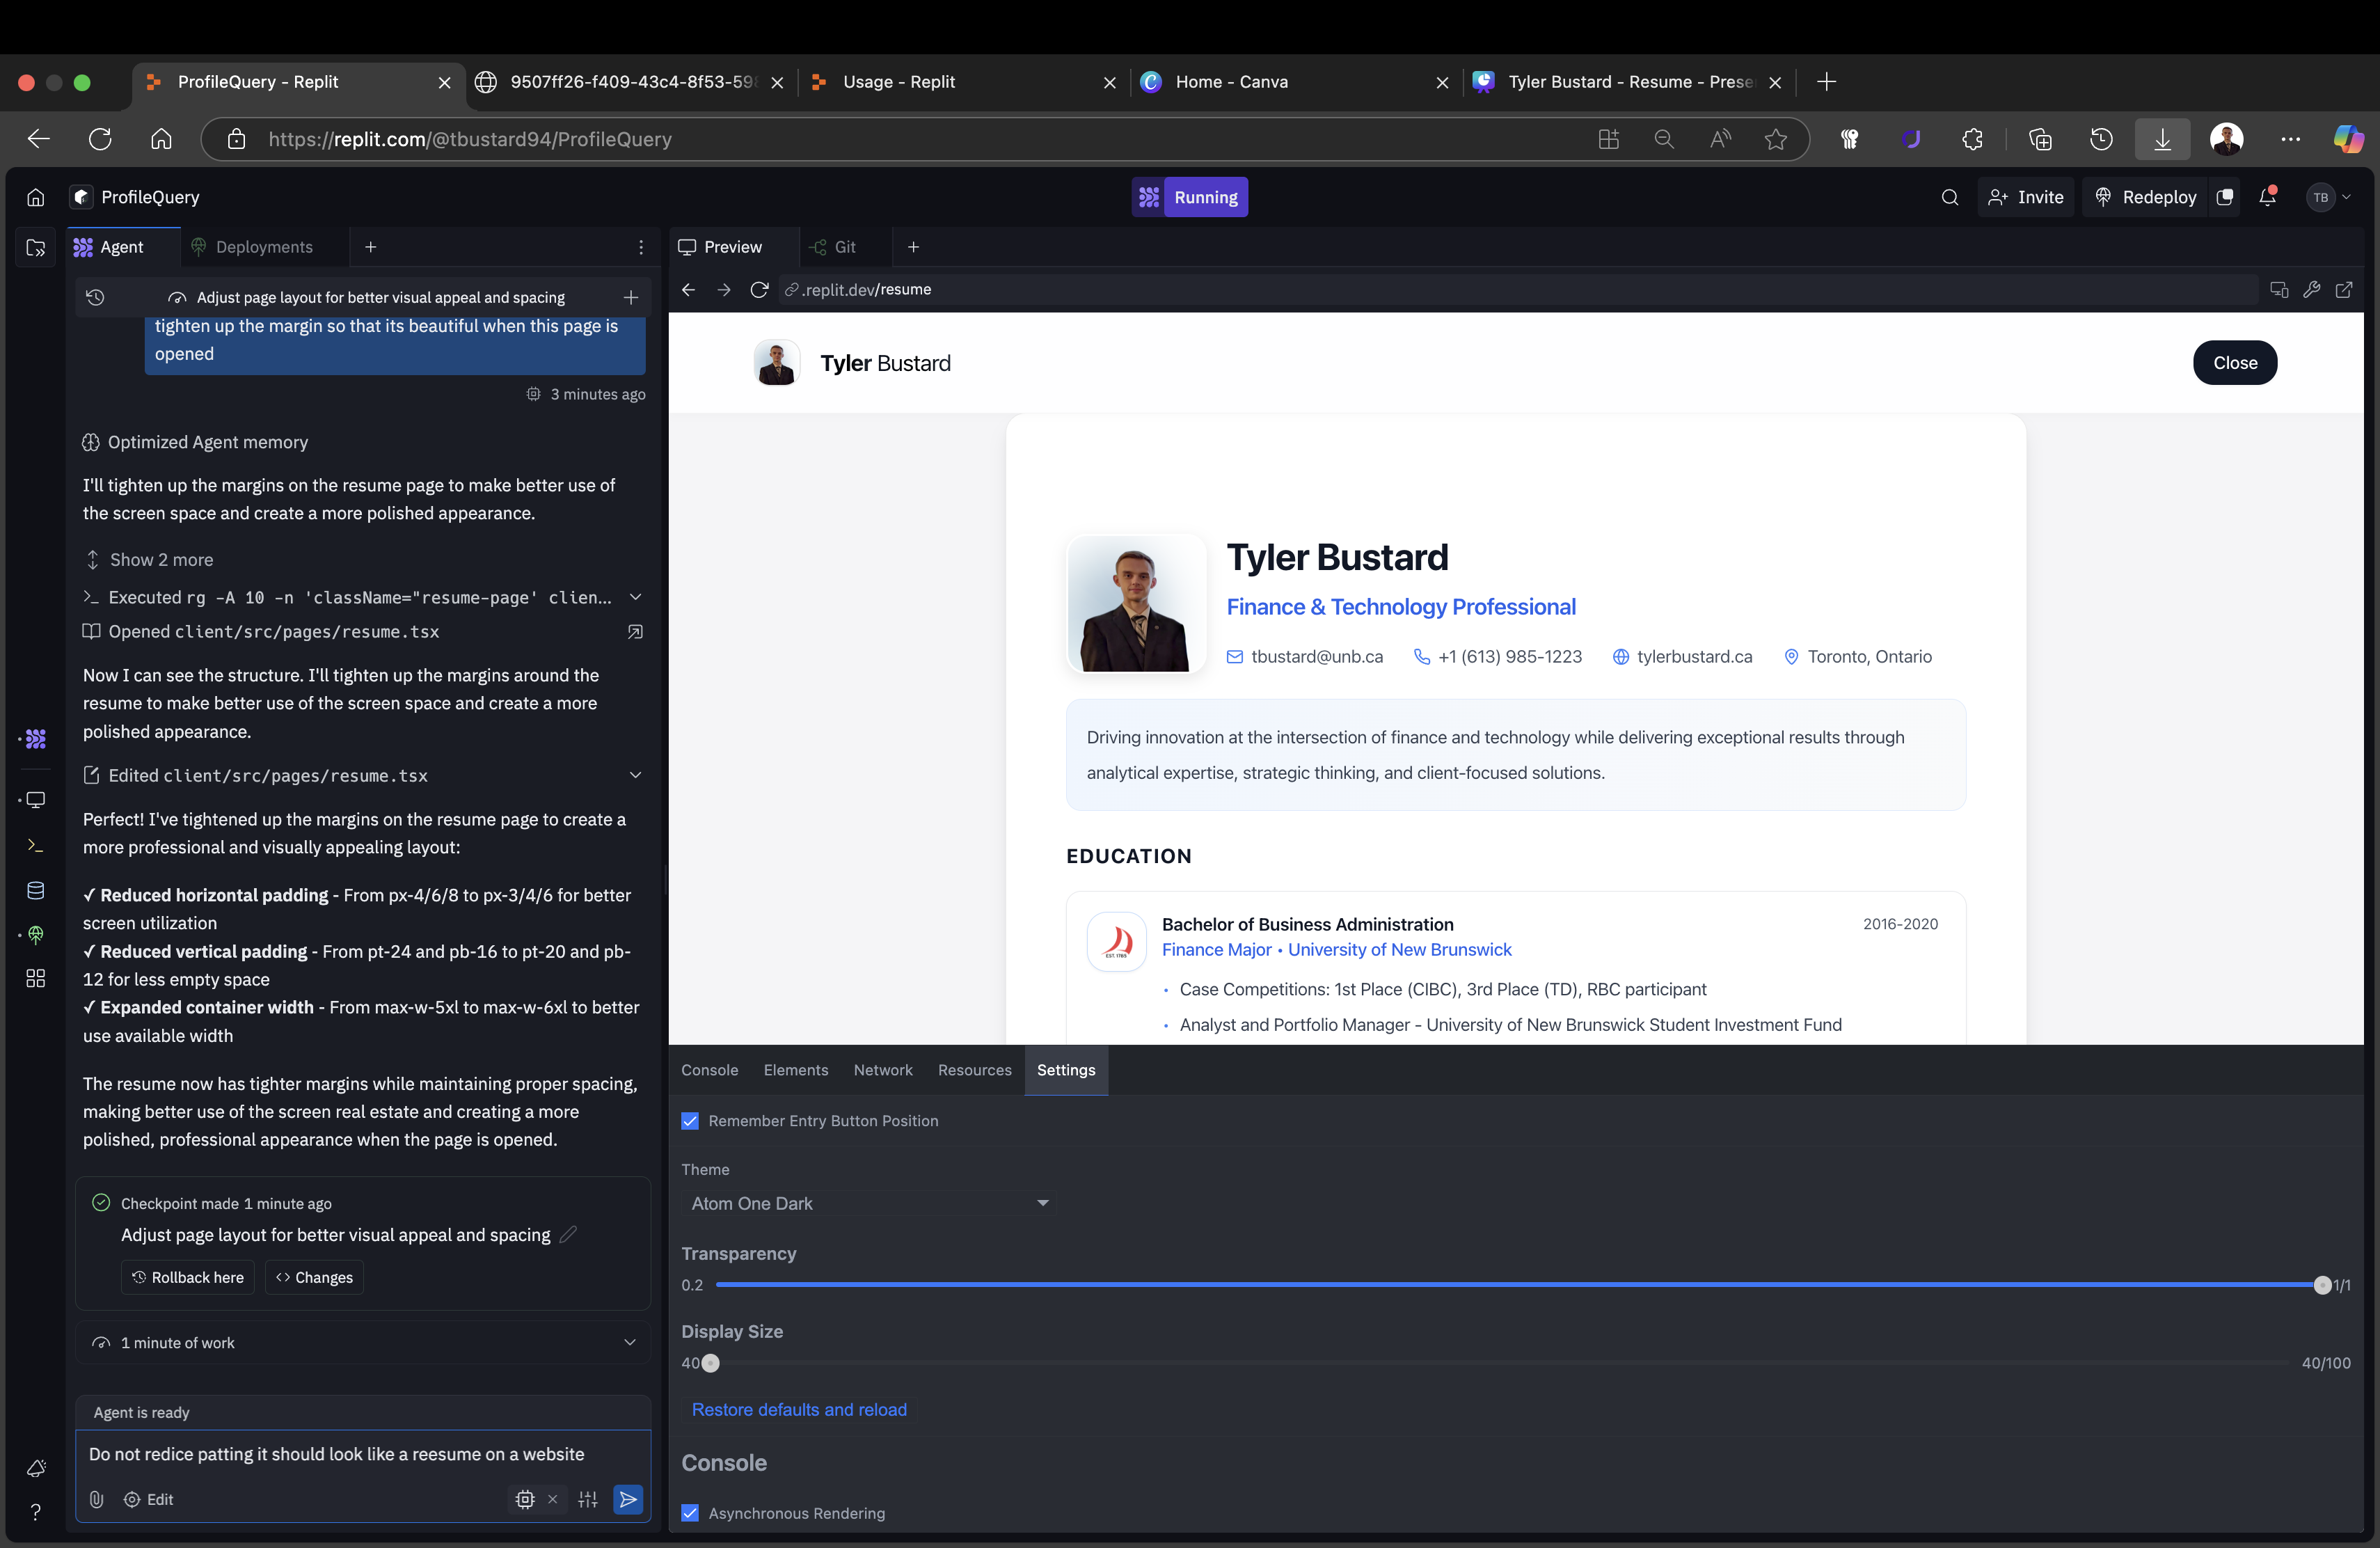 ProfileQuery - Replit
9507ff26-f409-43c4-8f53-598
Usage - Replit
Home - Canva
Tyler Bustard - Resume - Prese
https://replit.com/@tbustard94/ProfileQuery
ProfileQuery
Running
Invite
Redeploy
TB
Agent
Deployments
Preview
Git
Adjust page layout for better visual appeal and spacing
.replit.dev/resume
tighten up the margin so that its beautiful when this page is
opened
3 minutes ago
Optimized Agent memory
I'll tighten up the margins on the resume page to make better use of
the screen space and create a more polished appearance.
Show 2 more
Executed rg -A 10 -n 'className="resume-page' clien...
Opened client/src/pages/resume.tsx
Now I can see the structure. I'll tighten up the margins around the
resume to make better use of the screen space and create a more
polished appearance.
Edited client/src/pages/resume.tsx
Perfect! I've tightened up the margins on the resume page to create a
more professional and visually appealing layout:
✓ Reduced horizontal padding - From px-4/6/8 to px-3/4/6 for better
screen utilization
✓ Reduced vertical padding - From pt-24 and pb-16 to pt-20 and pb-
12 for less empty space
✓ Expanded container width - From max-w-5xl to max-w-6xl to better
use available width
The resume now has tighter margins while maintaining proper spacing,
making better use of the screen real estate and creating a more
polished, professional appearance when the page is opened.
Checkpoint made 1 minute ago
Adjust page layout for better visual appeal and spacing
Rollback here
Changes
1 minute of work
Agent is ready
Do not redice patting it should look like a reesume on a website
Edit
Tyler Bustard
Close
Tyler Bustard
Finance & Technology Professional
tbustard@unb.ca
+1 (613) 985-1223
tylerbustard.ca
Toronto, Ontario
Driving innovation at the intersection of finance and technology while delivering exceptional results through
analytical expertise, strategic thinking, and client-focused solutions.
EDUCATION
EST. 1785
Bachelor of Business Administration
2016-2020
Finance Major • University of New Brunswick
• Case Competitions: 1st Place (CIBC), 3rd Place (TD), RBC participant
• Analyst and Portfolio Manager - University of New Brunswick Student Investment Fund
Console
Elements
Network
Resources
Settings
Remember Entry Button Position
Theme
Atom One Dark
Transparency
0.2
1/1
Display Size
40
40/100
Restore defaults and reload
Console
Asynchronous Rendering